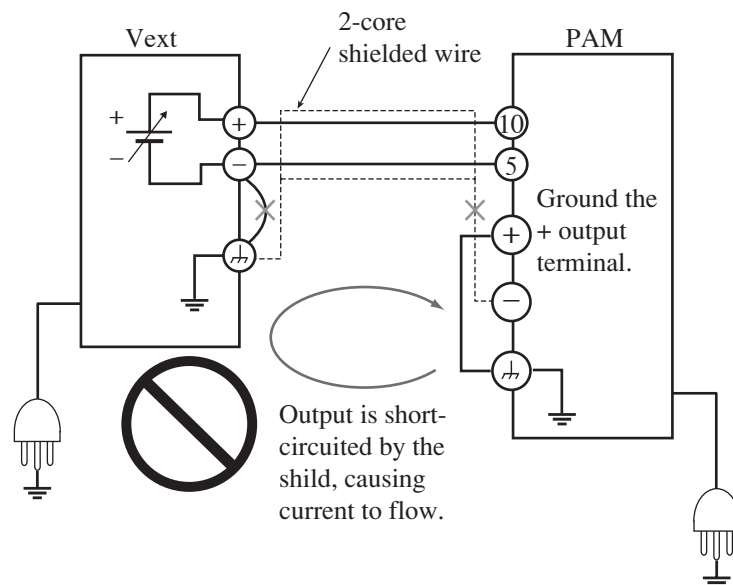 Vext
2-core
shielded wire
PAM
+
−
+
−
10
5
Ground the
+ output
terminal.
+
−
Output is short-
circuited by the
shild, causing
current to flow.